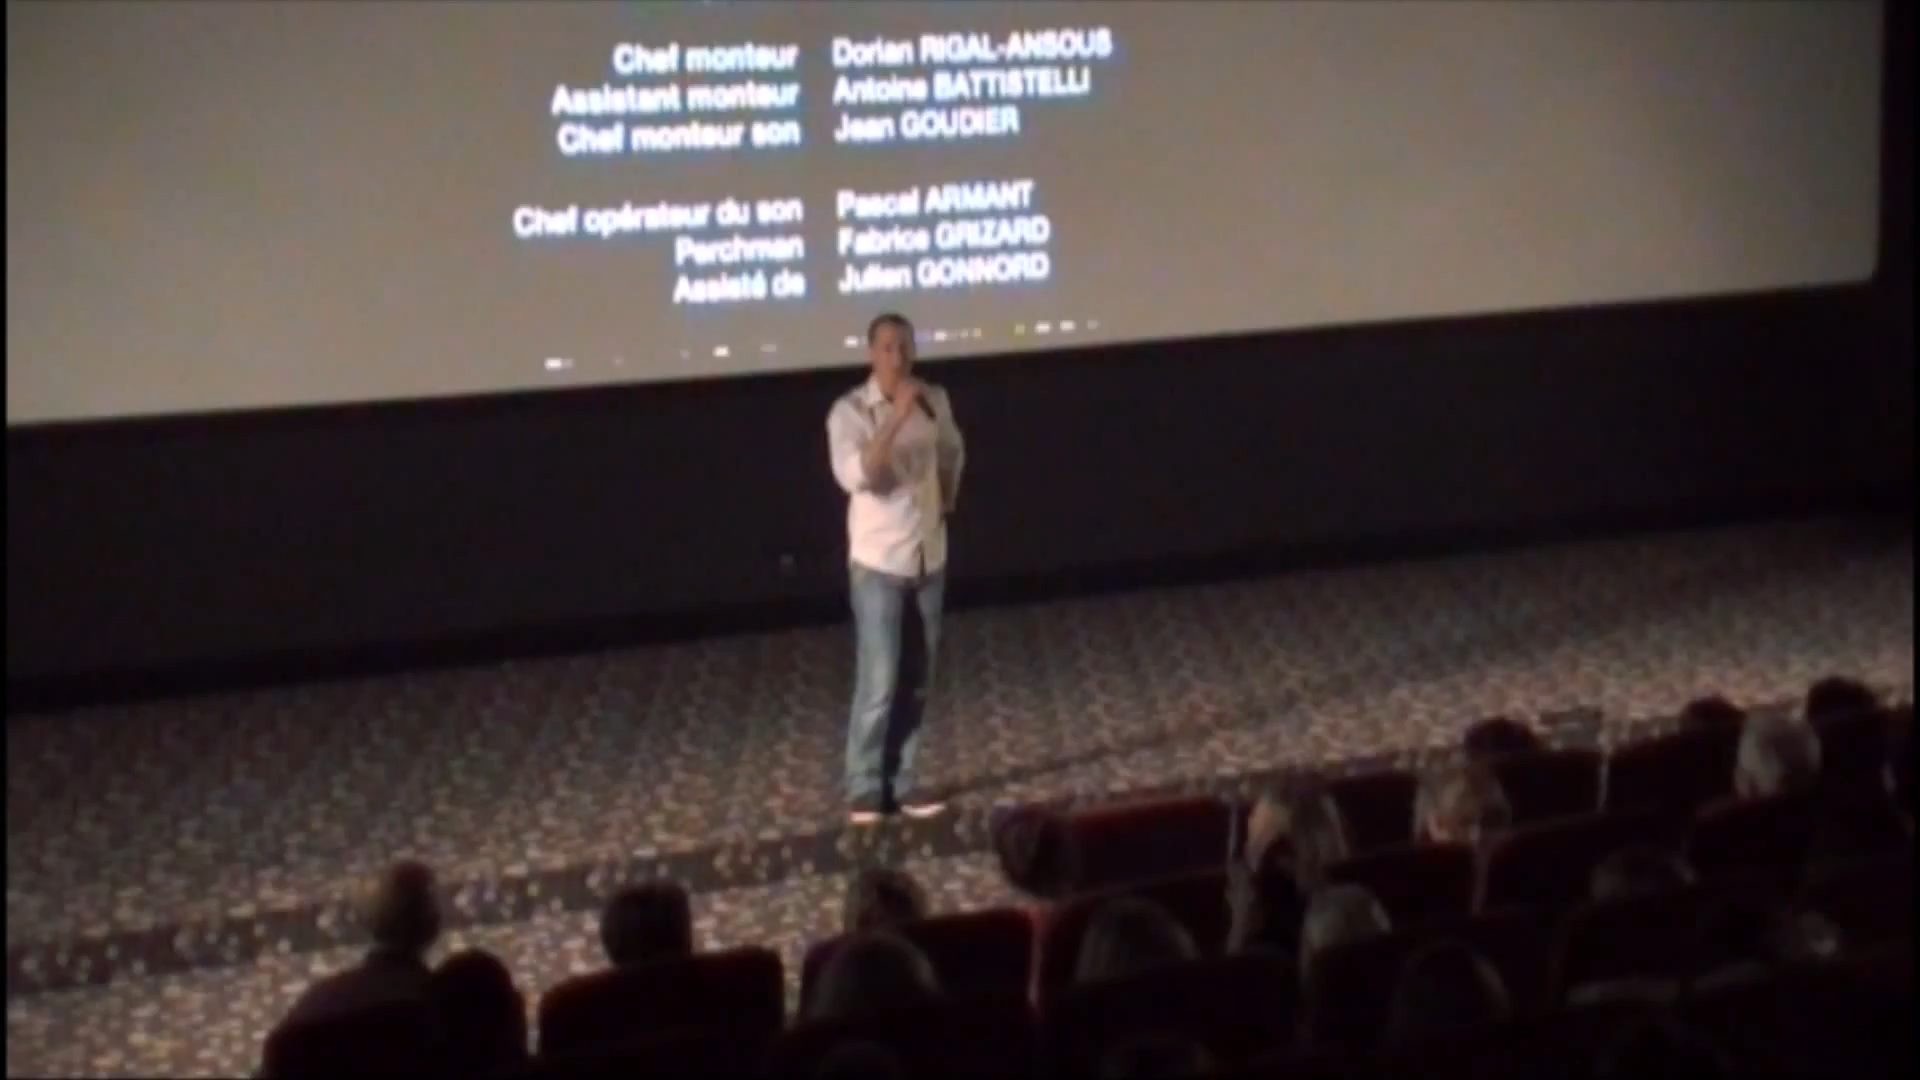 Chef monteur Dorian RIGAL-ANSOUS
Assistant monteur Antoine BATTISTELLI
Chef monteur son Jean GOUDIER
Chef opérateur du son Pascal ARMANT
Perchman Fabrice GRIZARD
Assisté de Julien GONNORD